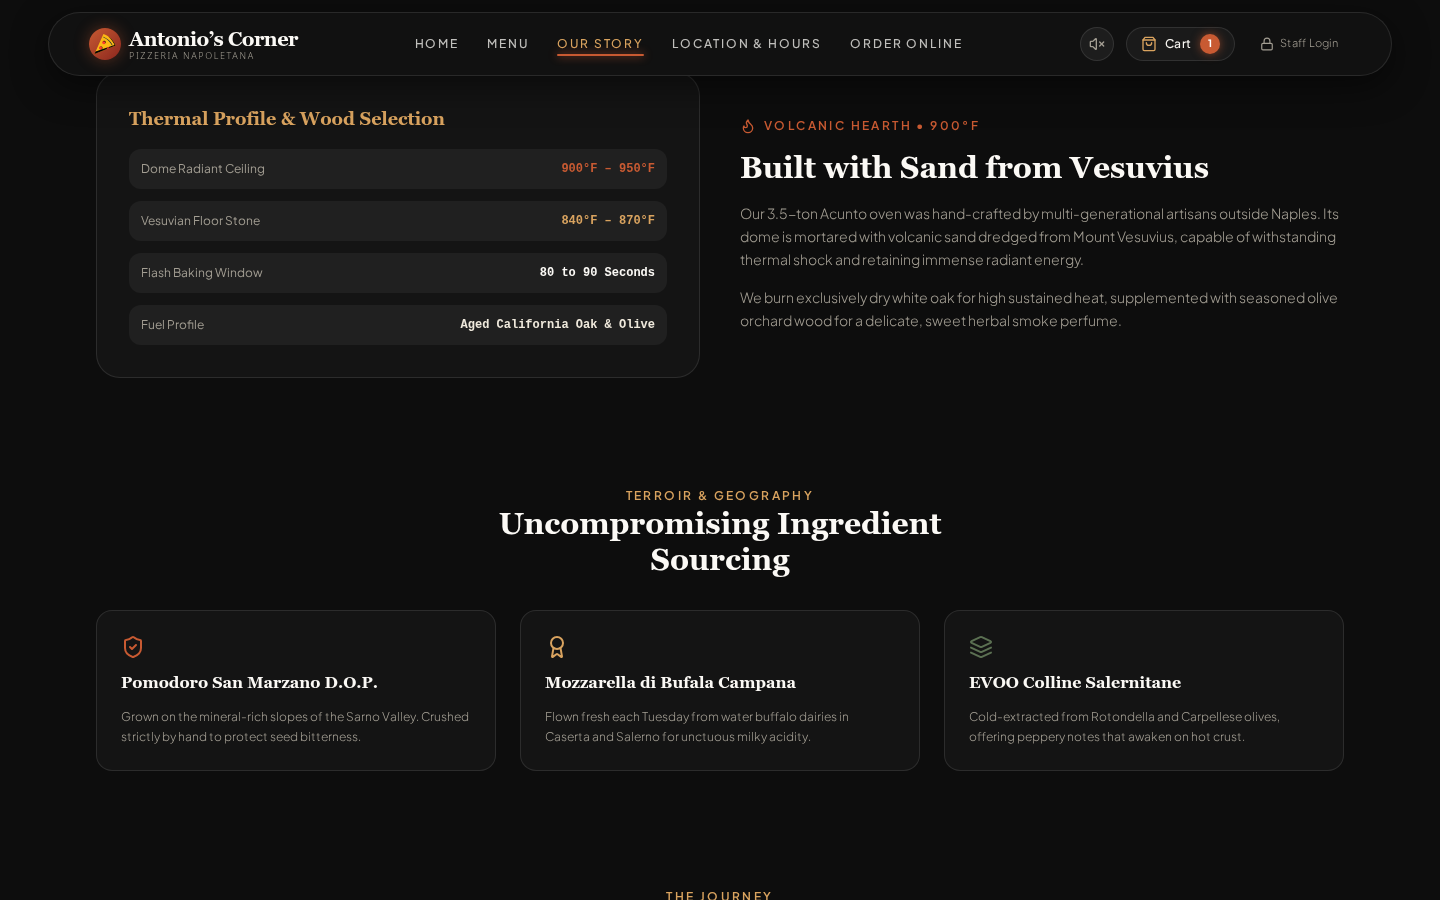 Antonio's Corner
PIZZERIA NAPOLETANA
HOME
MENU
OUR STORY
LOCATION & HOURS
ORDER ONLINE
Cart
1
Staff Login
Thermal Profile & Wood Selection
Dome Radiant Ceiling
900°F – 950°F
Vesuvian Floor Stone
840°F – 870°F
Flash Baking Window
80 to 90 Seconds
Fuel Profile
Aged California Oak & Olive
VOLCANIC HEARTH • 900°F
Built with Sand from Vesuvius
Our 3.5-ton Acunto oven was hand-crafted by multi-generational artisans outside Naples. Its
dome is mortared with volcanic sand dredged from Mount Vesuvius, capable of withstanding
thermal shock and retaining immense radiant energy.
We burn exclusively dry white oak for high sustained heat, supplemented with seasoned olive
orchard wood for a delicate, sweet herbal smoke perfume.
TERROIR & GEOGRAPHY
Uncompromising Ingredient
Sourcing
Pomodoro San Marzano D.O.P.
Grown on the mineral-rich slopes of the Sarno Valley. Crushed
strictly by hand to protect seed bitterness.
Mozzarella di Bufala Campana
Flown fresh each Tuesday from water buffalo dairies in
Caserta and Salerno for unctuous milky acidity.
EVOO Colline Salernitane
Cold-extracted from Rotondella and Carpellese olives,
offering peppery notes that awaken on hot crust.
THE JOURNEY